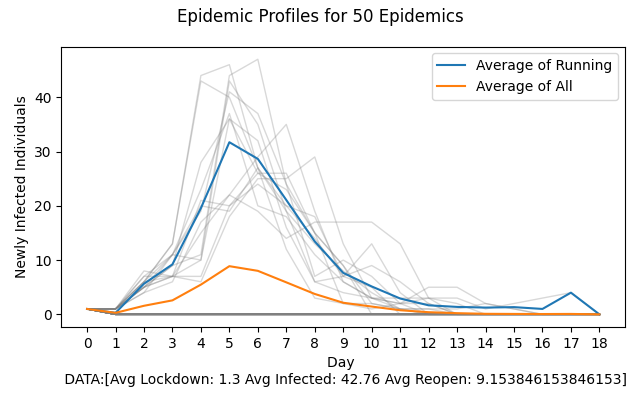 Epidemic Profiles for 50 Epidemics
Average of Running
Average of All
Newly Infected Individuals
40
30
20
10
0
0 1 2 3 4 5 6 7 8 9 10 11 12 13 14 15 16 17 18
Day
DATA:[Avg Lockdown: 1.3 Avg Infected: 42.76 Avg Reopen: 9.153846153846153]